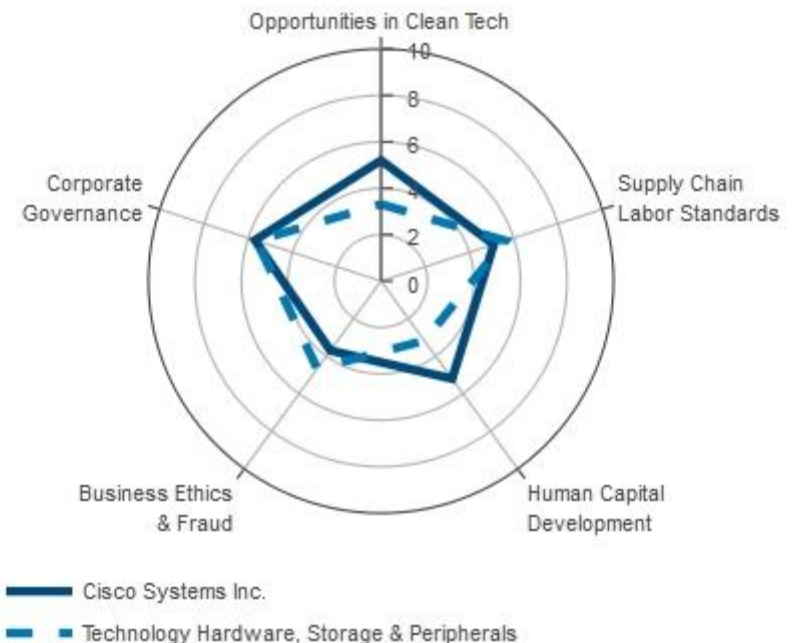 Opportunities in Clean Tech
10
8
6
4
2
0
Corporate
Governance
Supply Chain
Labor Standards
Business Ethics
& Fraud
Human Capital
Development
Cisco Systems Inc.
Technology Hardware, Storage & Peripherals